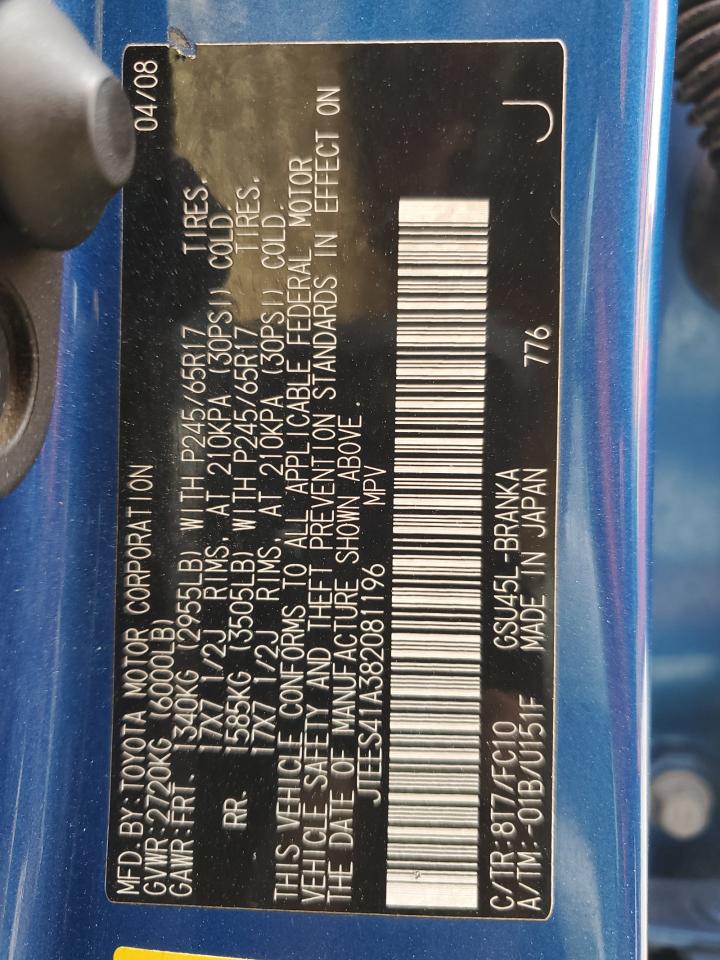 MFD. BY: TOYOTA MOTOR CORPORATION 04/08
GVWR: 2720KG (6000LB)
GAWR: FRT. 1340KG (2955LB) WITH P245/65R17 TIRES,
17X7 1/2J RIMS, AT 210KPA (30PSI) COLD
RR. 1585KG (3505LB) WITH P245/65R17 TIRES,
17X7 1/2J RIMS, AT 210KPA (30PSI) COLD.
THIS VEHICLE CONFORMS TO ALL APPLICABLE FEDERAL MOTOR
VEHICLE SAFETY AND THEFT PREVENTION STANDARDS IN EFFECT ON
THE DATE OF MANUFACTURE SHOWN ABOVE.
JTEES41A382081196 MPV
C/TR: 8T7/FC10 GSU45L-BRANKA
A/TM: -01B/U151F MADE IN JAPAN 776 J